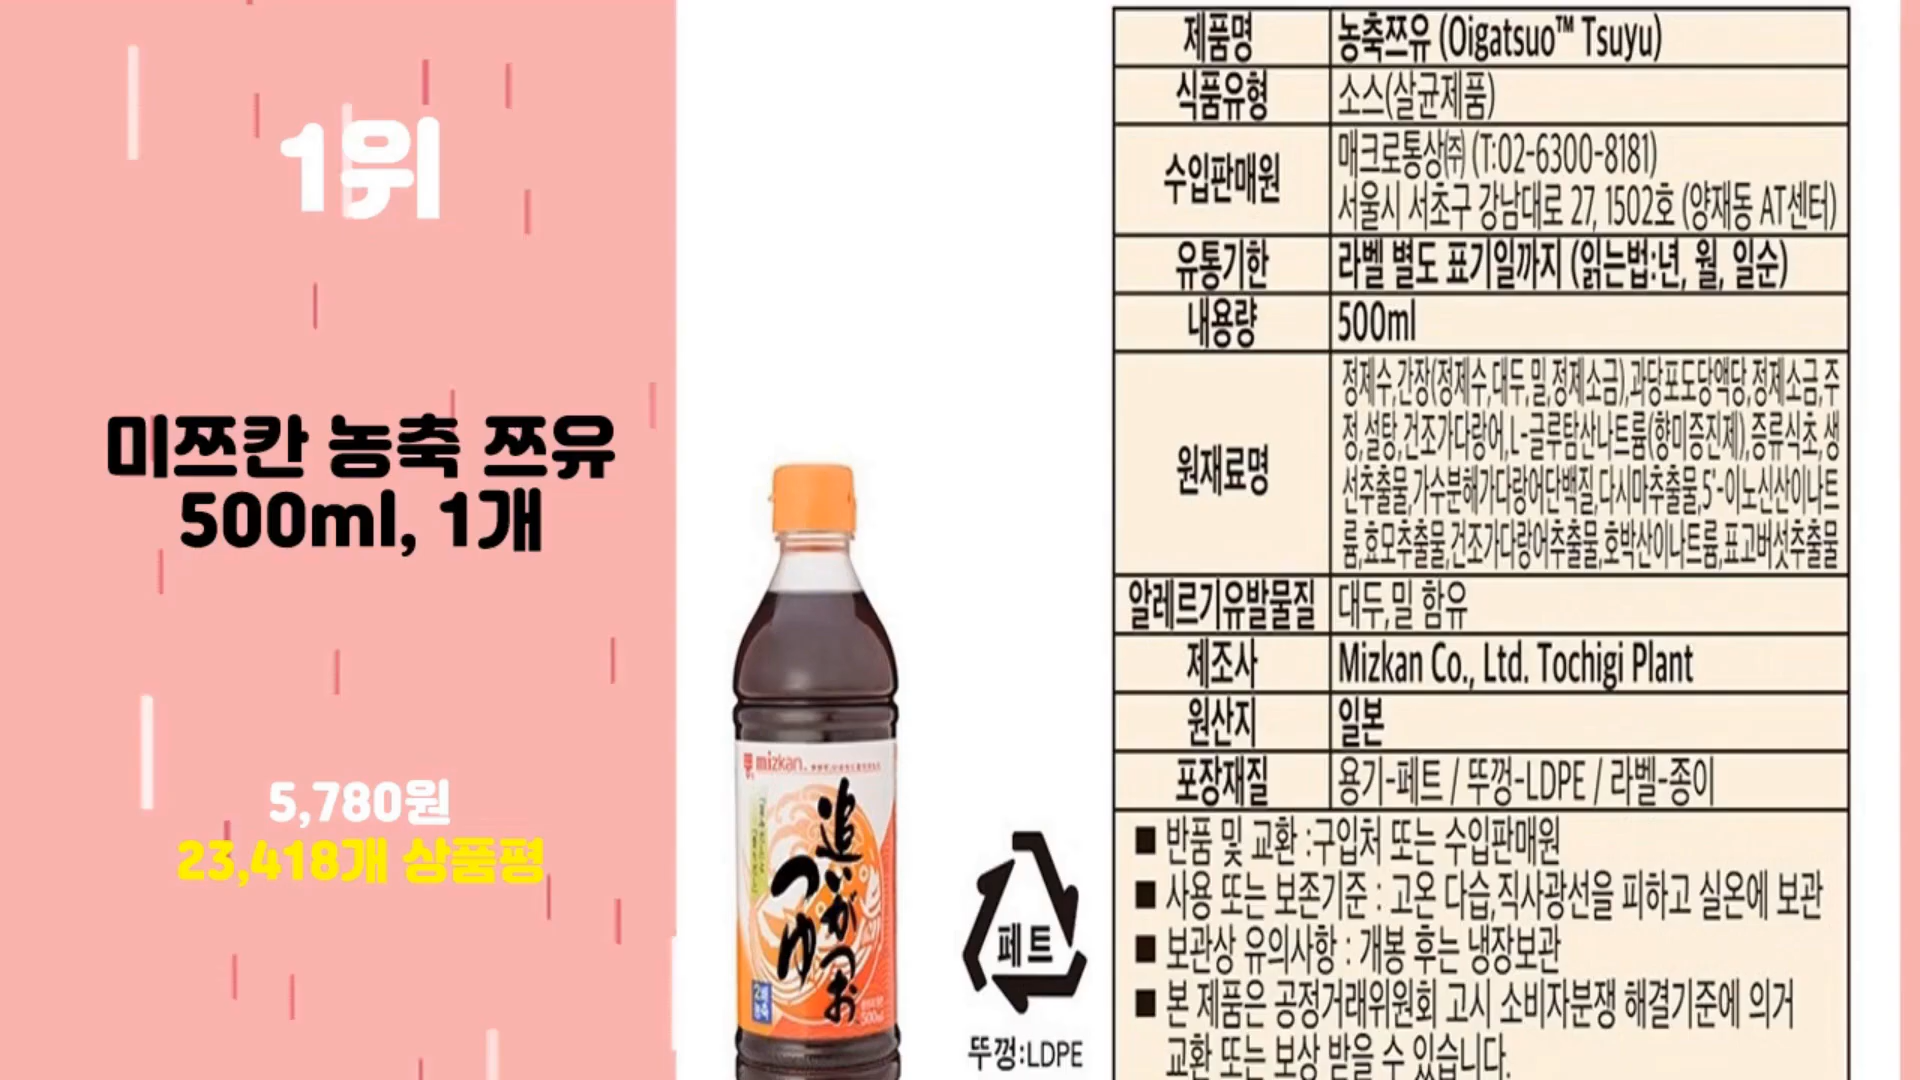 1위
미쯔칸 농축 쯔유
500ml, 1개
5,780원
23,418개 상품평
mizkan
追いがつお
つゆ
500ml
페트
뚜껑:LDPE
제품명 농축쯔유 (Oigatsuo™ Tsuyu)
식품유형 소스(살균제품)
수입판매원 매크로통상㈜ (T:02-6300-8181)
서울시 서초구 강남대로 27, 1502호 (양재동 AT센터)
유통기한 라벨 별도 표기일까지 (읽는법:년, 월, 일순)
내용량 500ml
원재료명 정제수,간장(정제수,대두,밀,정제소금),과당포도당액당,정제소금,주
정,설탕,건조가다랑어,L-글루탐산나트륨(향미증진제),증류식초,생
선추출물,가수분해가다랑어단백질,다시마추출물,5'-이노신산이나트
륨,효모추출물,건조가다랑어추출물,호박산이나트륨,표고버섯추출물
알레르기유발물질 대두,밀 함유
제조사 Mizkan Co., Ltd. Tochigi Plant
원산지 일본
포장재질 용기-페트 / 뚜껑-LDPE / 라벨-종이
■ 반품 및 교환 :구입처 또는 수입판매원
■ 사용 또는 보존기준 : 고온 다습,직사광선을 피하고 실온에 보관
■ 보관상 유의사항 : 개봉 후는 냉장보관
■ 본 제품은 공정거래위원회 고시 소비자분쟁 해결기준에 의거
교환 또는 보상 받을 수 있습니다.